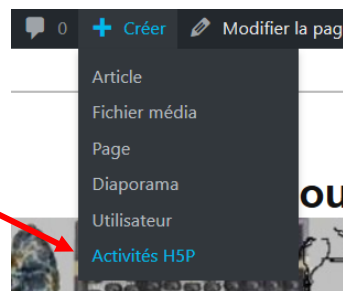 0 Créer Modifier la pag
Article
Fichier média
Page
Diaporama
Utilisateur
Activités H5P
ou